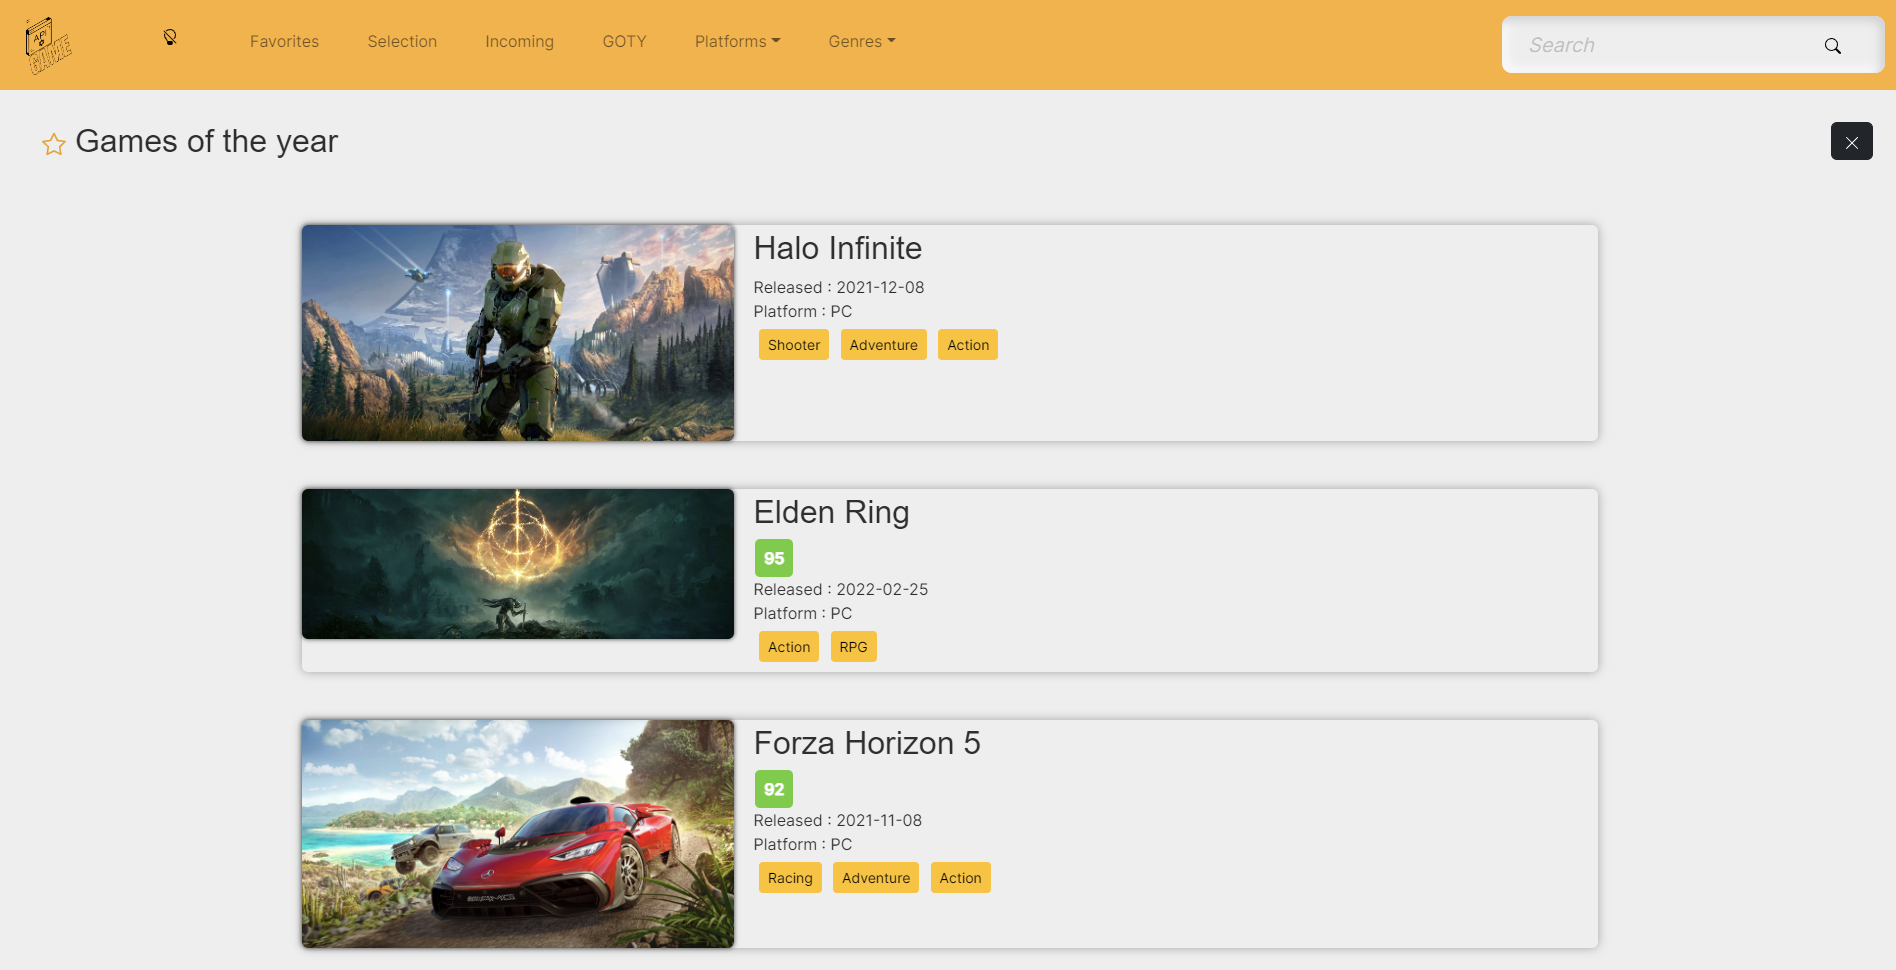 API
GAME
Favorites Selection Incoming GOTY Platforms Genres
Search
Games of the year
Halo Infinite
Released : 2021-12-08
Platform : PC
Shooter Adventure Action
Elden Ring
95
Released : 2022-02-25
Platform : PC
Action RPG
Forza Horizon 5
92
Released : 2021-11-08
Platform : PC
Racing Adventure Action